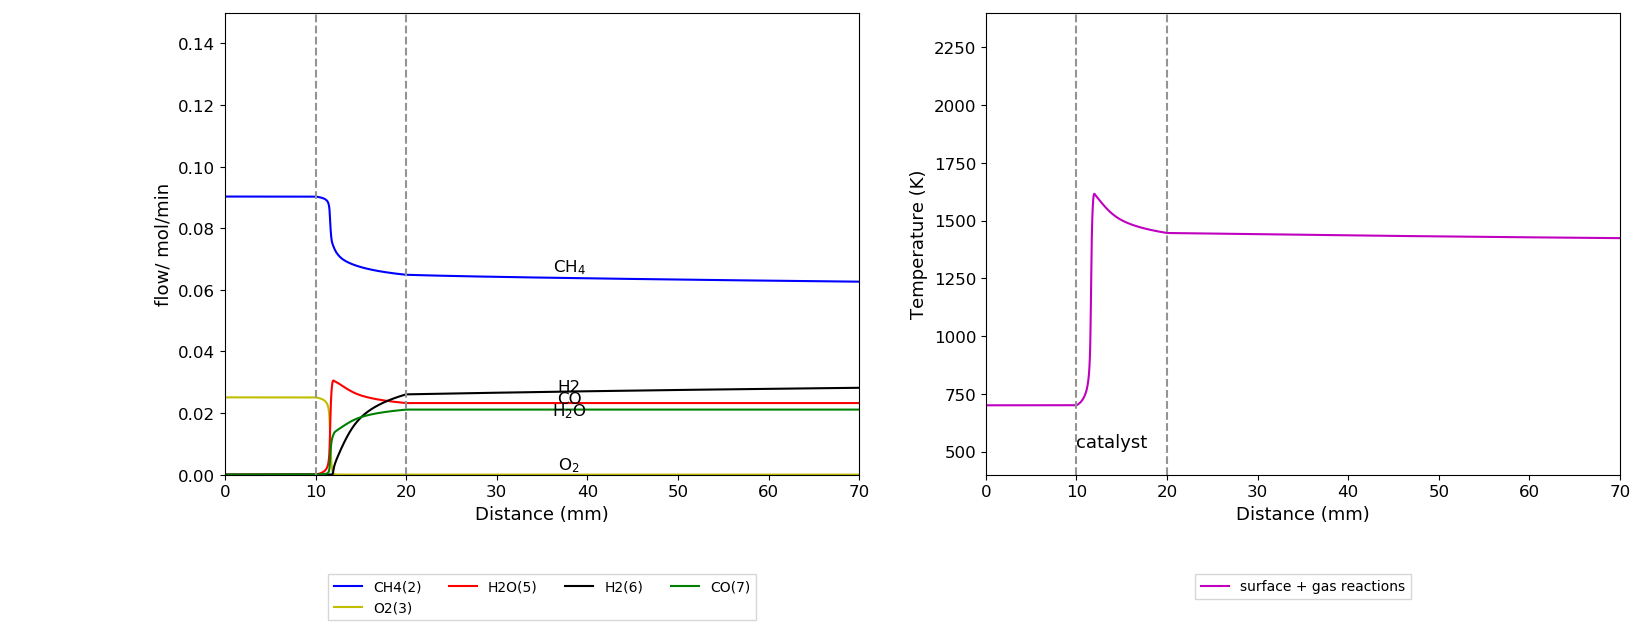 0.14
0.12
0.10
0.08
0.06
0.04
0.02
0.00
flow/ mol/min
CH₄
H2
CO
H₂O
O₂
0 10 20 30 40 50 60 70
Distance (mm)
CH4(2) H2O(5) H2(6) CO(7)
O2(3)
2250
2000
1750
1500
1250
1000
750
500
Temperature (K)
catalyst
0 10 20 30 40 50 60 70
Distance (mm)
surface + gas reactions